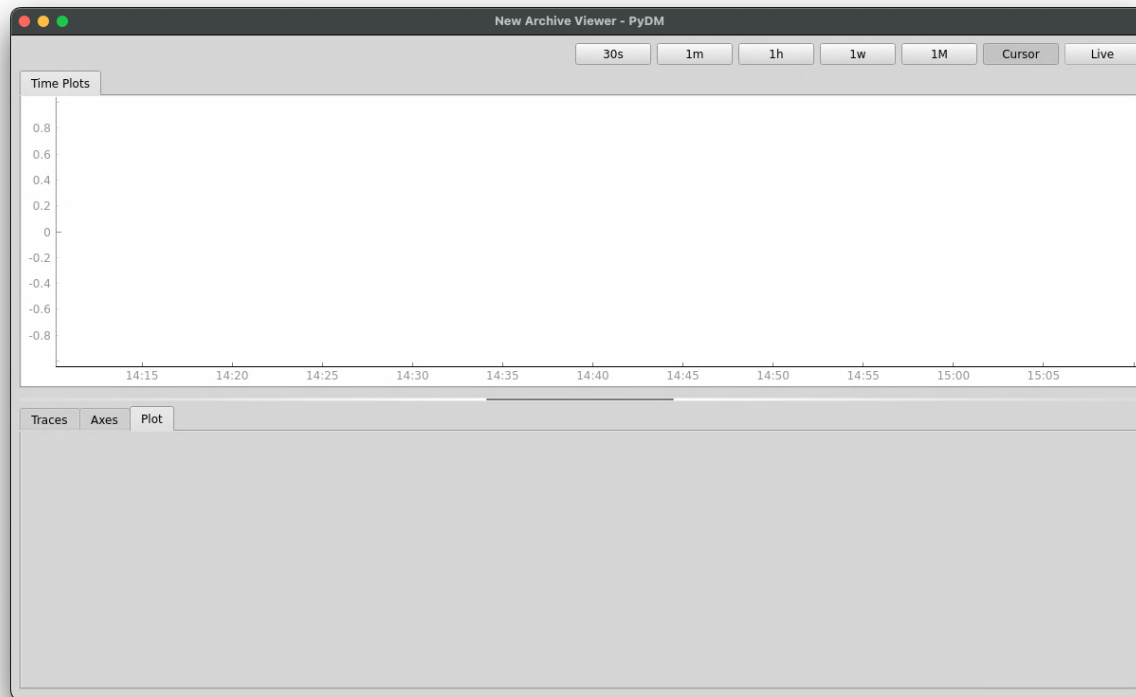 New Archive Viewer - PyDM
30s 1m 1h 1w 1M Cursor Live
Time Plots
0.8
0.6
0.4
0.2
0
-0.2
-0.4
-0.6
-0.8
14:15 14:20 14:25 14:30 14:35 14:40 14:45 14:50 14:55 15:00 15:05
Traces Axes Plot